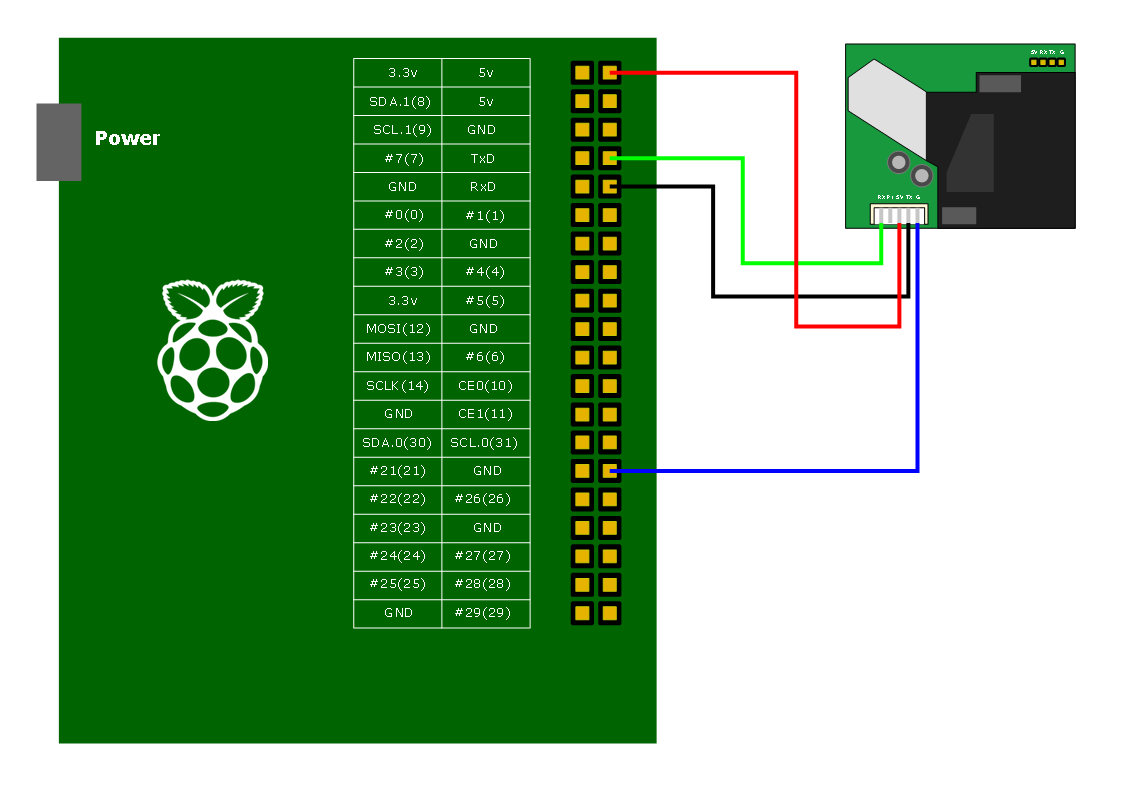 Power
3.3v 5v
SDA.1(8) 5v
SCL.1(9) GND
#7(7) TxD
GND RxD
#0(0) #1(1)
#2(2) GND
#3(3) #4(4)
3.3v #5(5)
MOSI(12) GND
MISO(13) #6(6)
SCLK(14) CE0(10)
GND CE1(11)
SDA.0(30) SCL.0(31)
#21(21) GND
#22(22) #26(26)
#23(23) GND
#24(24) #27(27)
#25(25) #28(28)
GND #29(29)
5V RX TX G
RX P1 5V TX G